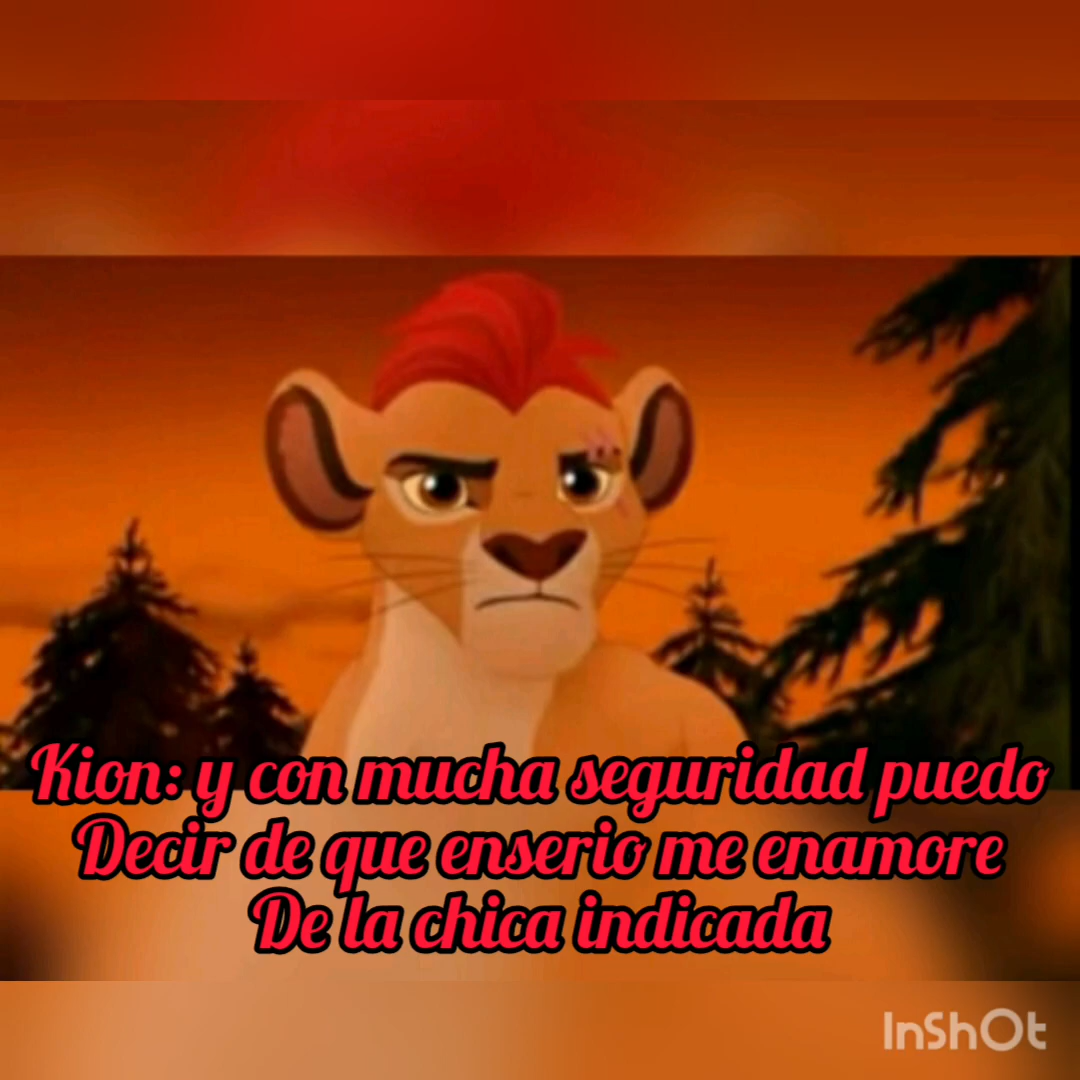 Kion: y con mucha seguridad puedo
Decir de que enserio me enamore
De la chica indicada
InShOt